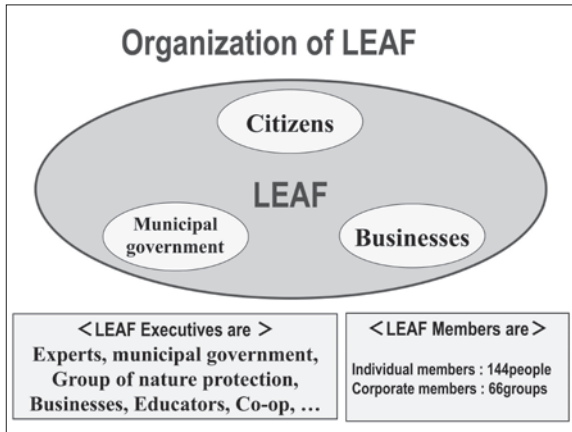 Organization of LEAF
Citizens
LEAF
Municipal
government
Businesses
＜LEAF Executives are ＞
Experts, municipal government,
Group of nature protection,
Businesses, Educators, Co-op, …
＜LEAF Members are＞
Individual members : 144people
Corporate members : 66groups